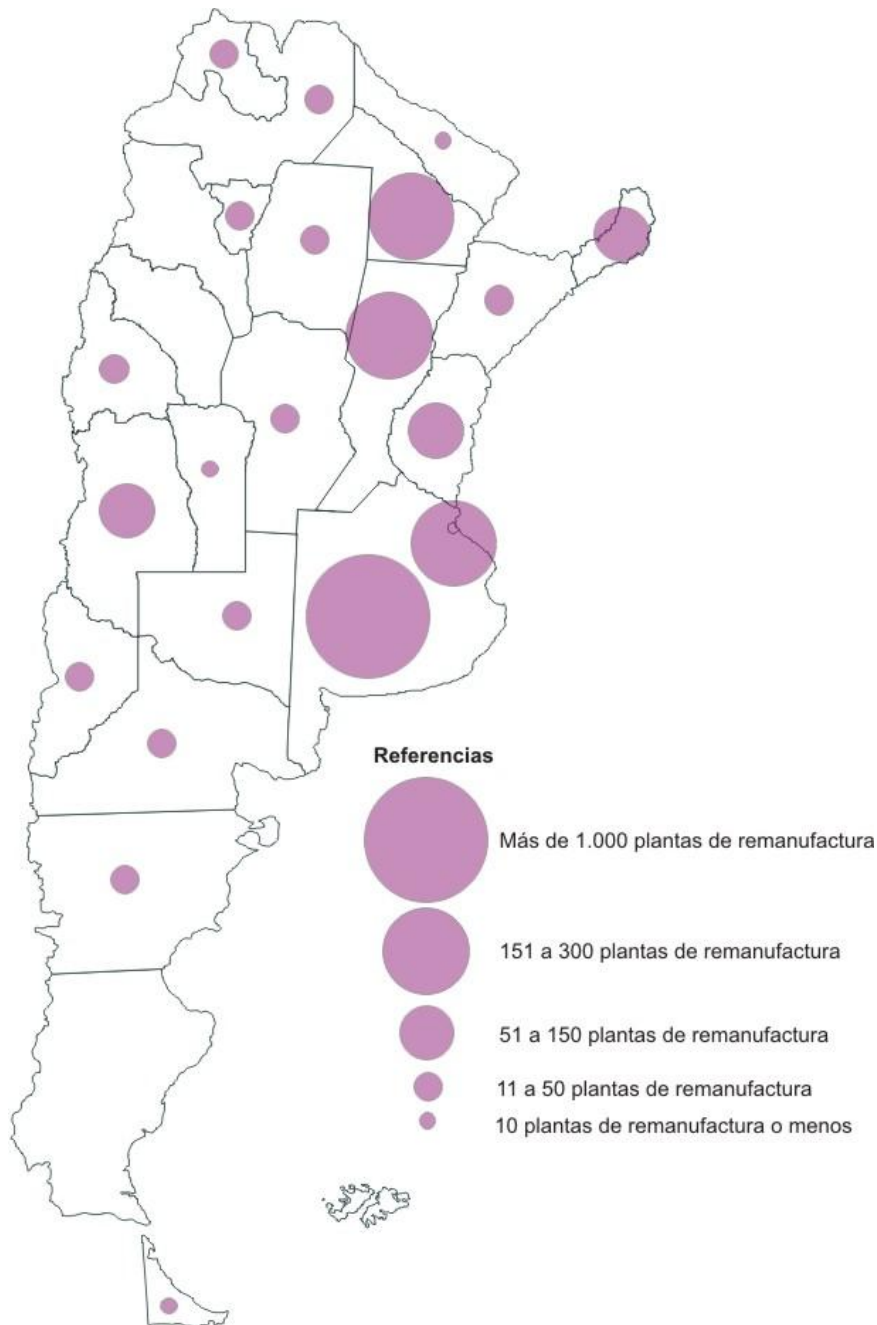 Referencias
Más de 1.000 plantas de remanufactura
151 a 300 plantas de remanufactura
51 a 150 plantas de remanufactura
11 a 50 plantas de remanufactura
10 plantas de remanufactura o menos